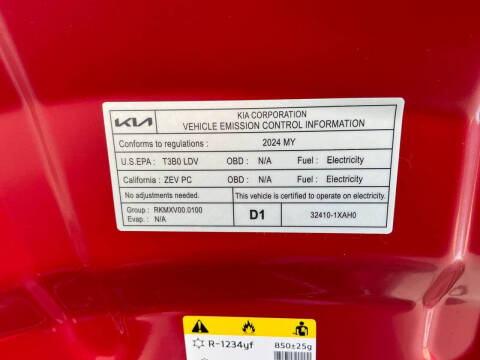 KIA
KIA CORPORATION
VEHICLE EMISSION CONTROL INFORMATION
Conforms to regulations : 2024 MY
U.S.EPA : T3B0 LDV OBD : N/A Fuel : Electricity
California : ZEV PC OBD : N/A Fuel : Electricity
No adjustments needed. This vehicle is certified to operate on electricity.
Group : RKMXV00.0100
Evap. : N/A
D1 32410-1XAH0
R-1234yf 850±25g